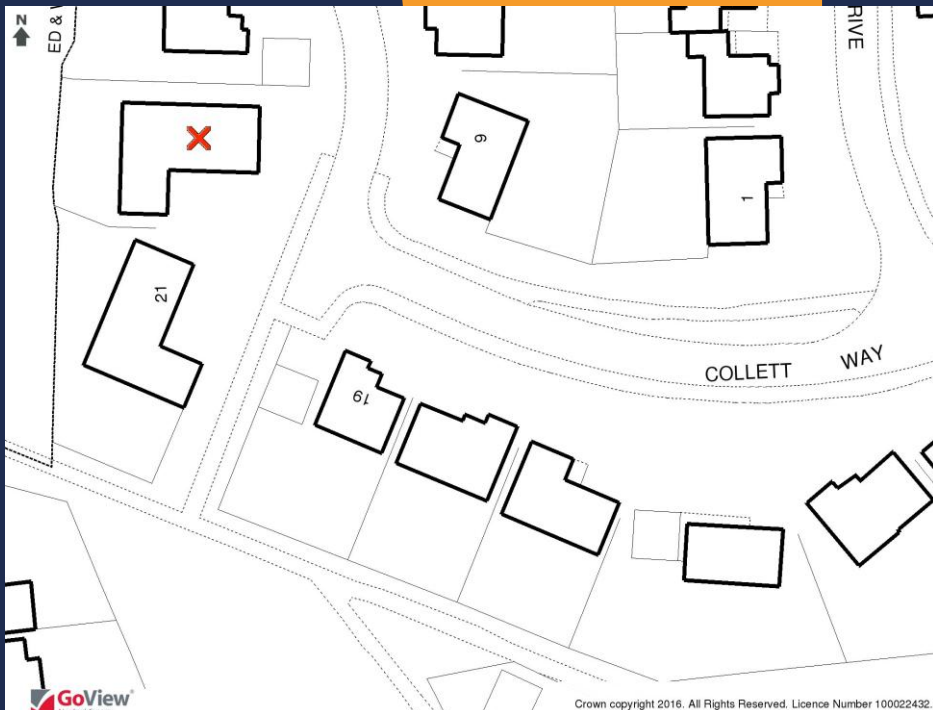 N
ED & 
RIVE
9
1
21
19
COLLETT WAY
GoView
Crown copyright 2016. All Rights Reserved. Licence Number 100022432.